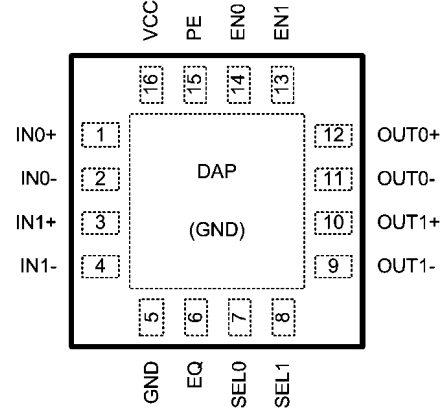 VCC PE EN0 EN1
16 15 14 13
IN0+ 1 12 OUT0+
IN0- 2 DAP 11 OUT0-
IN1+ 3 (GND) 10 OUT1+
IN1- 4 9 OUT1-
5 6 7 8
GND EQ SEL0 SEL1